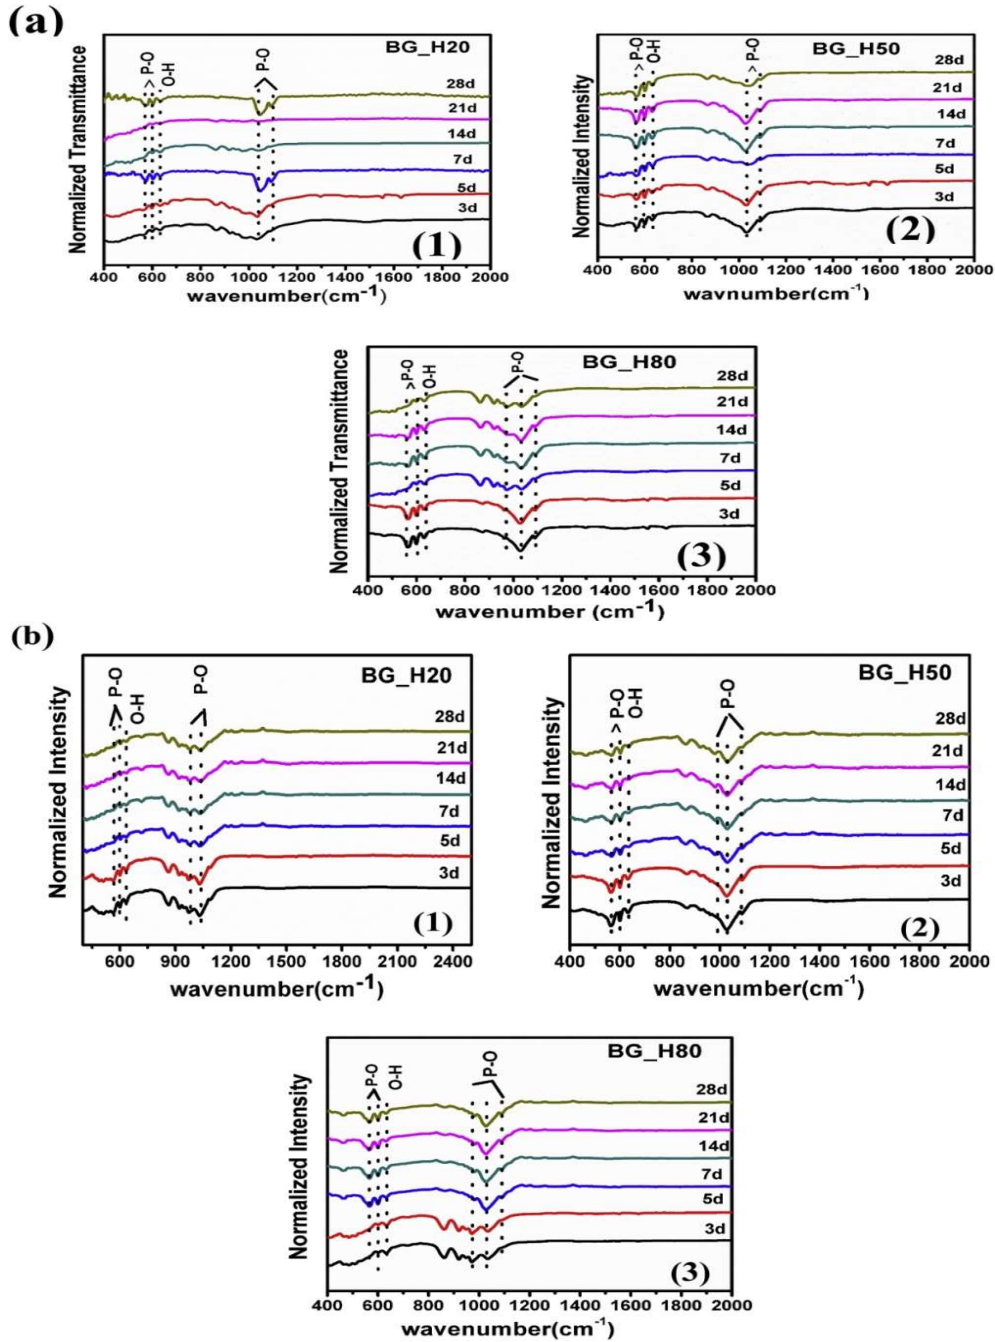 (a)
BG_H20
P-O
O-H
P-O
28d
21d
14d
7d
5d
3d
(1)
Normalized Transmittance
400 600 800 1000 1200 1400 1600 1800 2000
wavenumber(cm-1)
BG_H50
P-O
O-H
P-O
28d
21d
14d
7d
5d
3d
(2)
Normalized Intensity
400 600 800 1000 1200 1400 1600 1800 2000
wavnumber(cm-1)
BG_H80
P-O
O-H
P-O
28d
21d
14d
7d
5d
3d
(3)
Normalized Transmittance
400 600 800 1000 1200 1400 1600 1800 2000
wavenumber (cm-1)
(b)
BG_H20
P-O
O-H
P-O
28d
21d
14d
7d
5d
3d
(1)
Normalized Intensity
600 900 1200 1500 1800 2100 2400
wavenumber(cm-1)
BG_H50
P-O
O-H
P-O
28d
21d
14d
7d
5d
3d
(2)
Normalized Intensity
400 600 800 1000 1200 1400 1600 1800 2000
wavenumber(cm-1)
BG_H80
P-O
O-H
P-O
28d
21d
14d
7d
5d
3d
(3)
Normalized Intensity
400 600 800 1000 1200 1400 1600 1800 2000
wavenumber(cm-1)